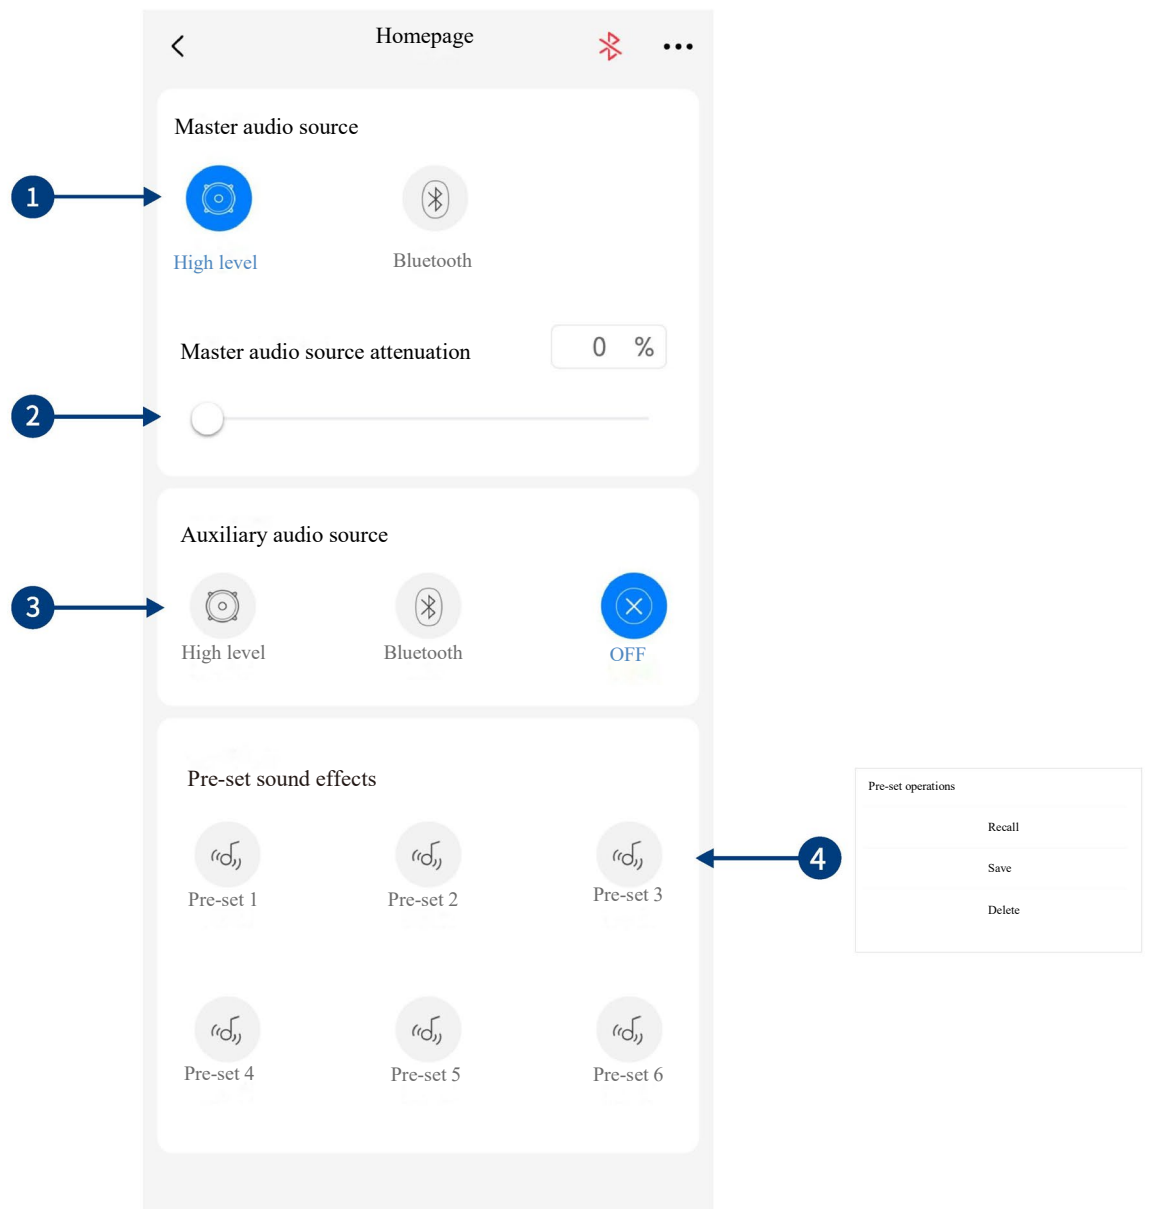 Homepage
Master audio source
1
High level Bluetooth
Master audio source attenuation 0 %
2
Auxiliary audio source
3
High level Bluetooth OFF
Pre-set sound effects
4
Pre-set 1 Pre-set 2 Pre-set 3
Pre-set 4 Pre-set 5 Pre-set 6
Pre-set operations
Recall
Save
Delete